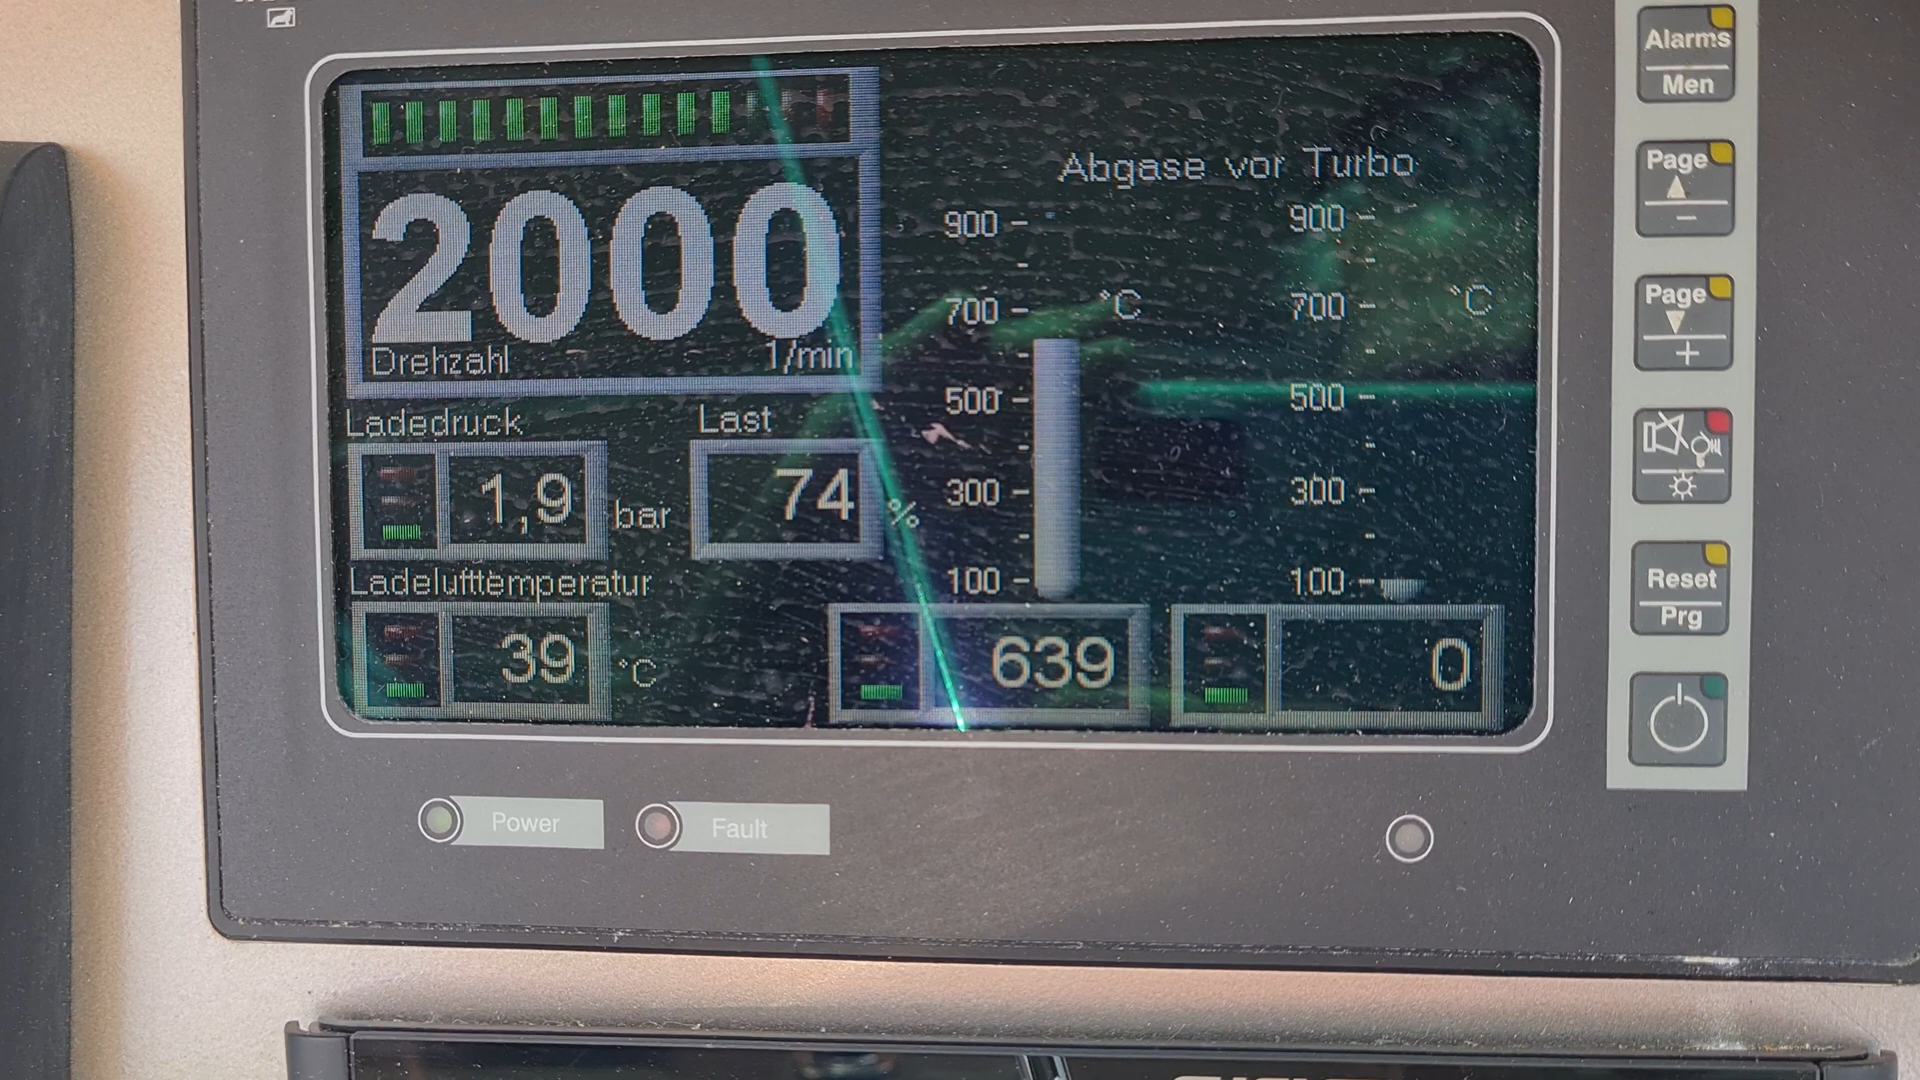 2000
Drehzahl 1/min
Ladedruck
1,9 bar
Last
74 %
Ladelufttemperatur
39 °C
Abgase vor Turbo
900
700 °C
500
300
100
639
900
700 °C
500
300
100
0
Alarms
Men
Page
-
Page
+
Reset
Prg
Power
Fault